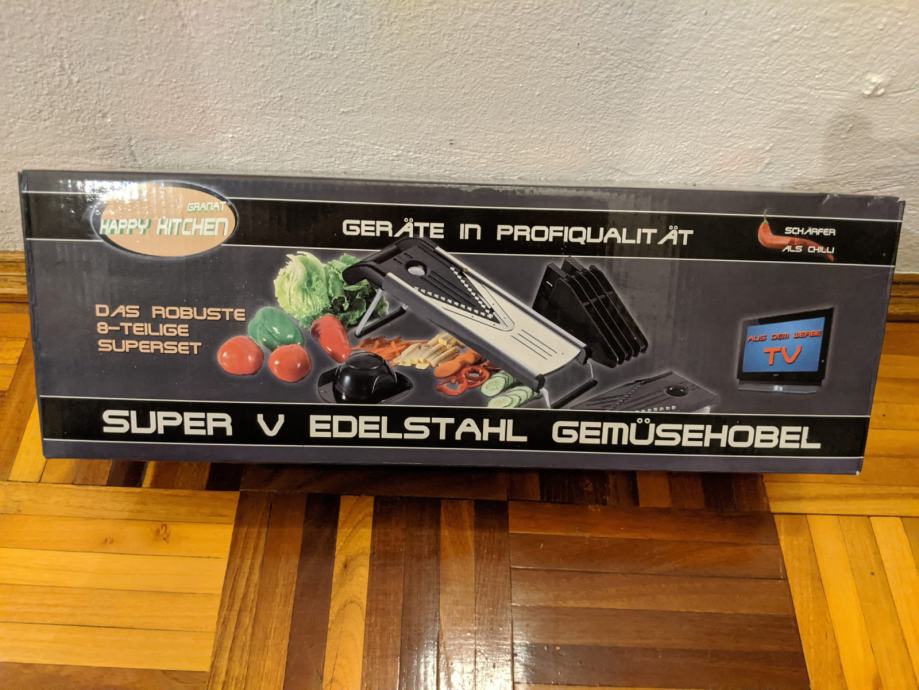 GRANAT
HAPPY KITCHEN
GERÄTE IN PROFIQUALITÄT
SCHÄRFER
ALS CHILLI
DAS ROBUSTE
8-TEILIGE
SUPERSET
AUS DEM WERBE
TV
SUPER V EDELSTAHL GEMÜSEHOBEL